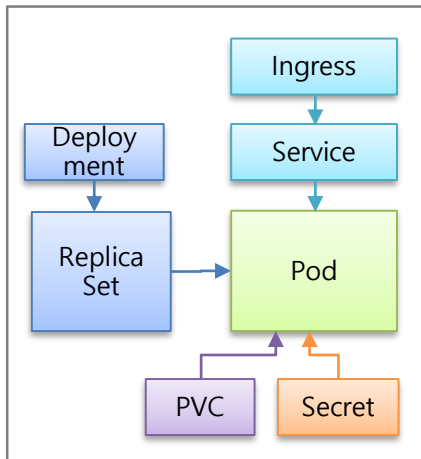 Ingress
Deploy
ment
Service
Replica
Set
Pod
PVC
Secret